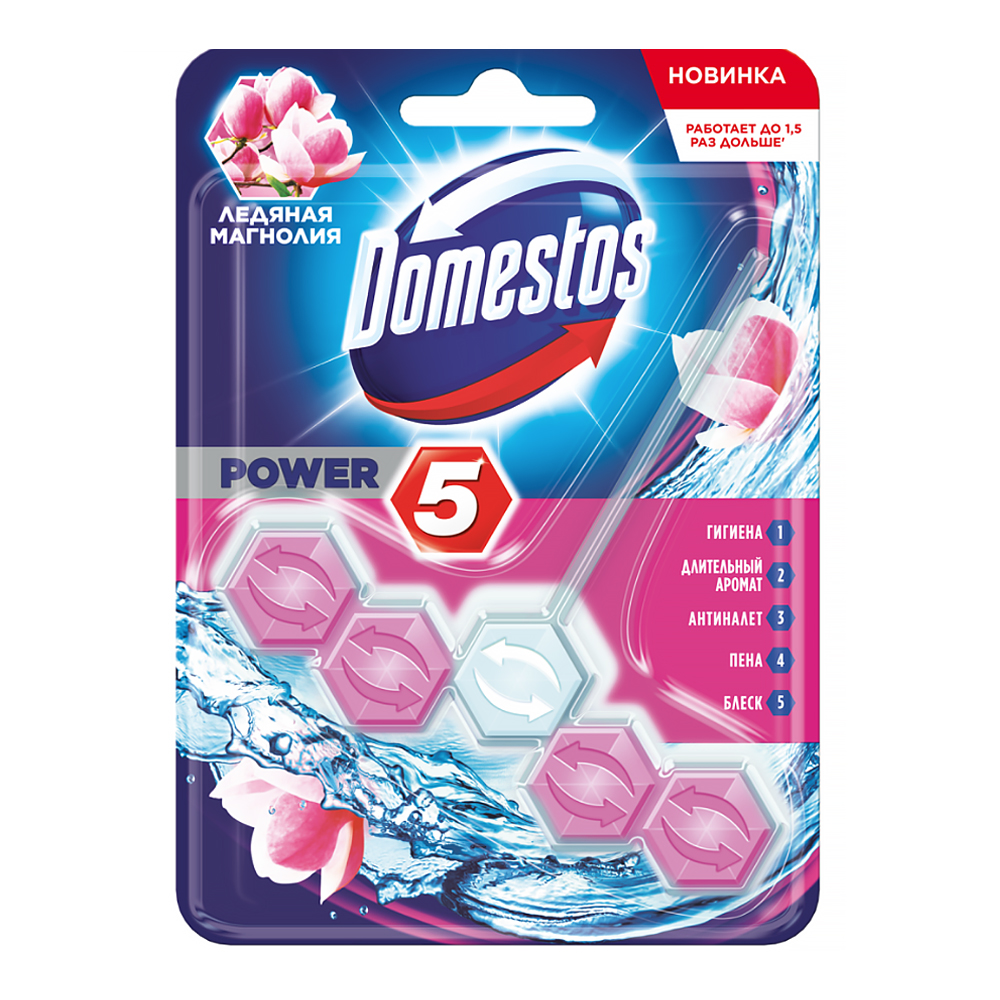 НОВИНКА
РАБОТАЕТ ДО 1,5
РАЗ ДОЛЬШЕ¹
ЛЕДЯНАЯ
МАГНОЛИЯ
Domestos
POWER 5
ГИГИЕНА 1
ДЛИТЕЛЬНЫЙ
АРОМАТ 2
АНТИНАЛЕТ 3
ПЕНА 4
БЛЕСК 5